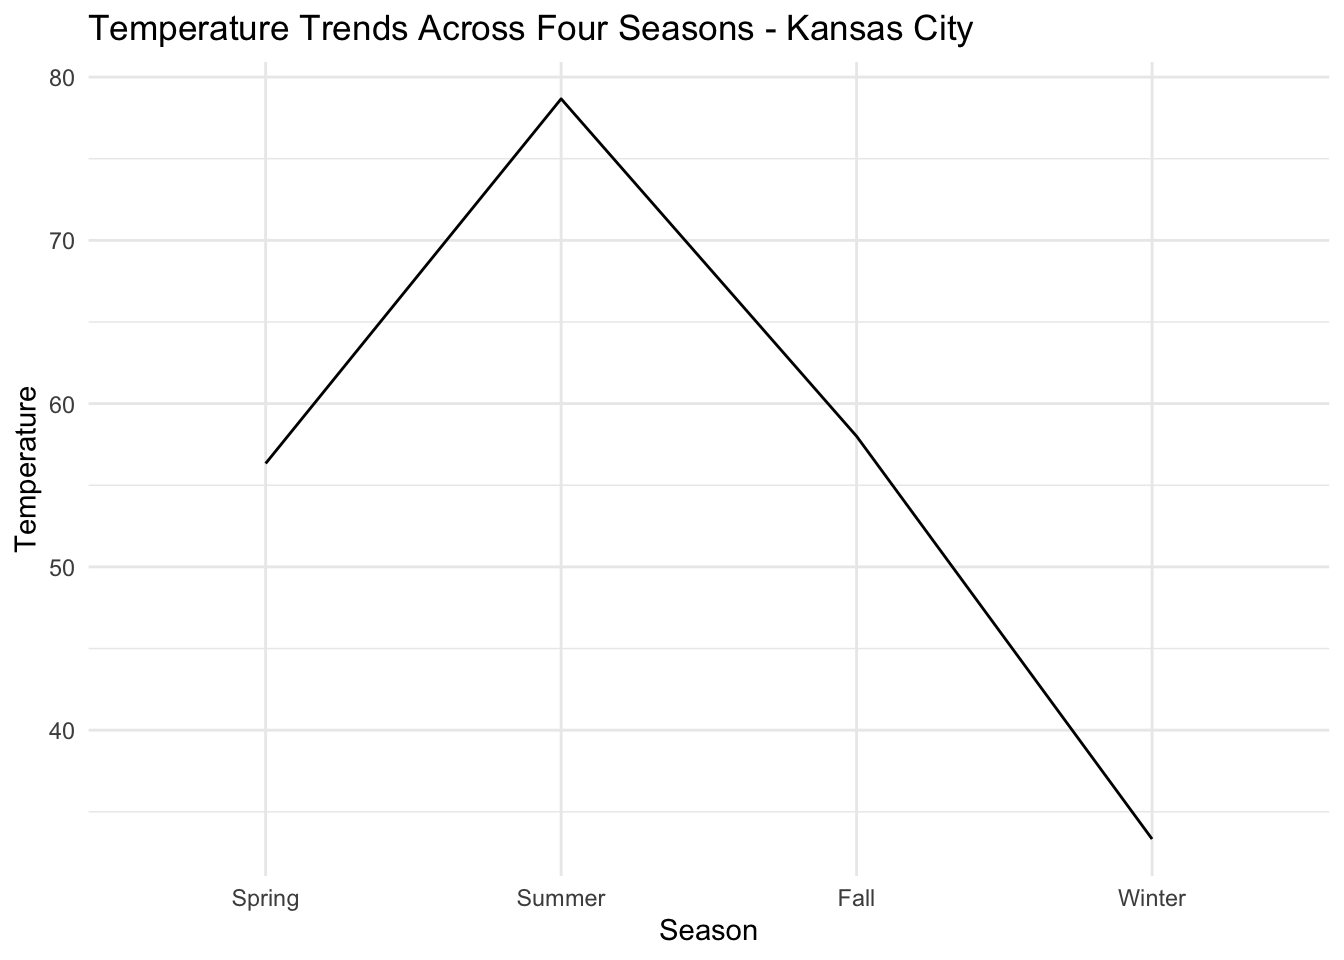 Temperature Trends Across Four Seasons - Kansas City
80
70
60
50
40
Temperature
Spring Summer Fall Winter
Season